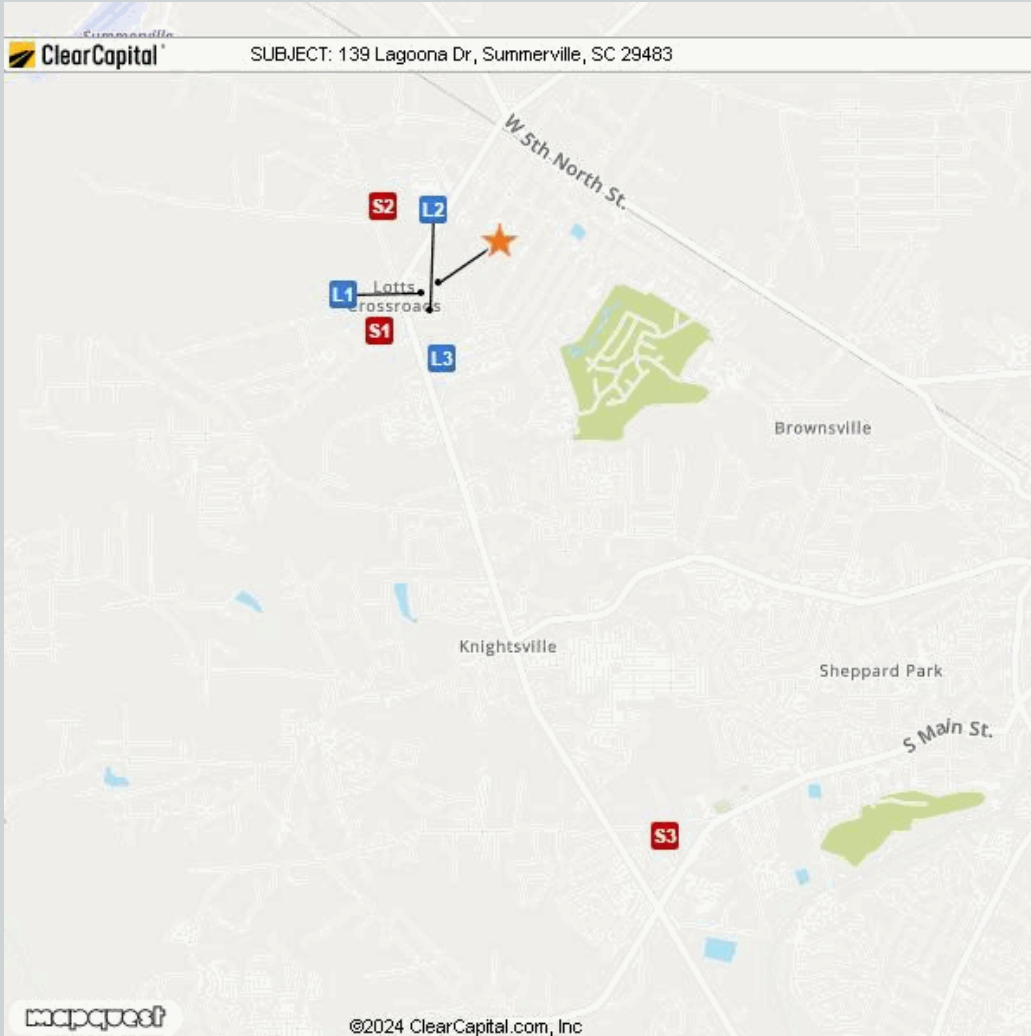 Summerville
ClearCapital SUBJECT: 139 Lagoona Dr, Summerville, SC 29483
W 5th North St.
S2
L2
L1
Lotts
Crossroads
S1
L3
Brownsville
Knightsville
Sheppard Park
S Main St.
S3
mapquest
©2024 ClearCapital.com, Inc